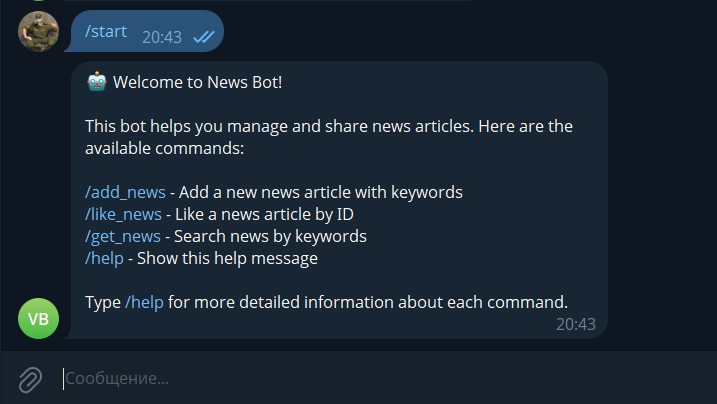 /start 20:43
🤖 Welcome to News Bot!
This bot helps you manage and share news articles. Here are the
available commands:
/add_news - Add a new news article with keywords
/like_news - Like a news article by ID
/get_news - Search news by keywords
/help - Show this help message
Type /help for more detailed information about each command.
20:43
VB
Сообщение...